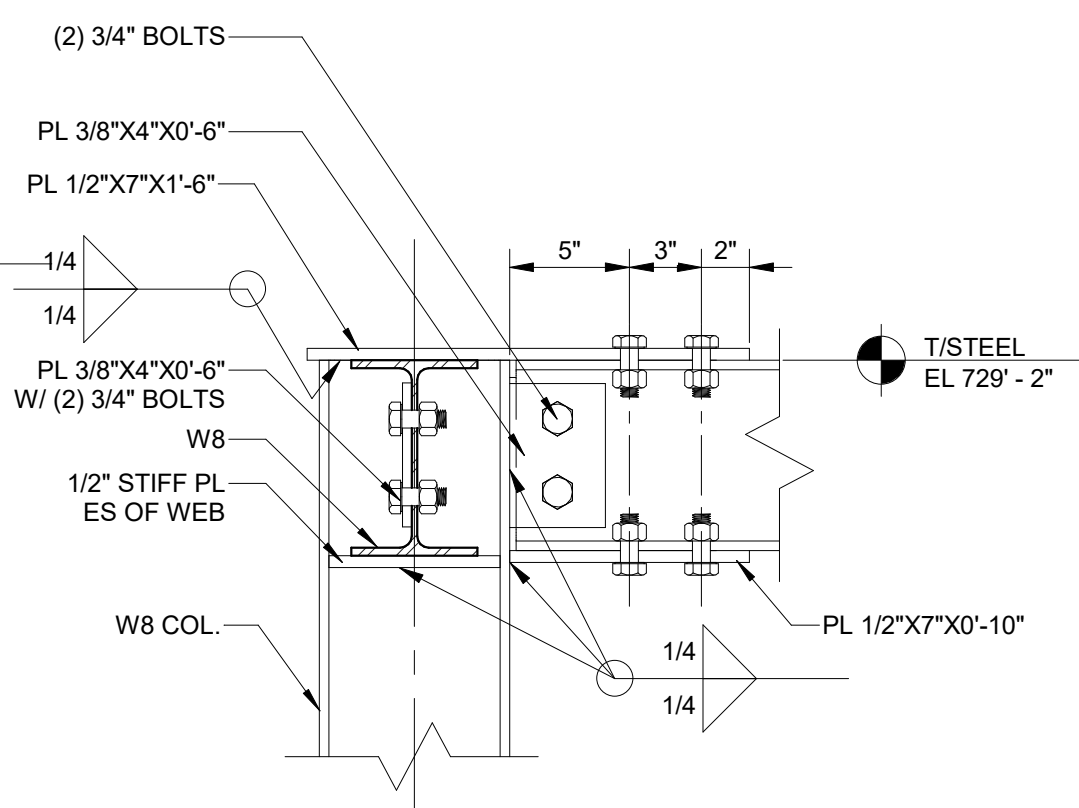 (2) 3/4" BOLTS
PL 3/8"X4"X0'-6"
PL 1/2"X7"X1'-6"
1/4
1/4
5"
3"
2"
T/STEEL
EL 729' - 2"
PL 3/8"X4"X0'-6"
W/ (2) 3/4" BOLTS
W8
1/2" STIFF PL
ES OF WEB
W8 COL.
PL 1/2"X7"X0'-10"
1/4
1/4